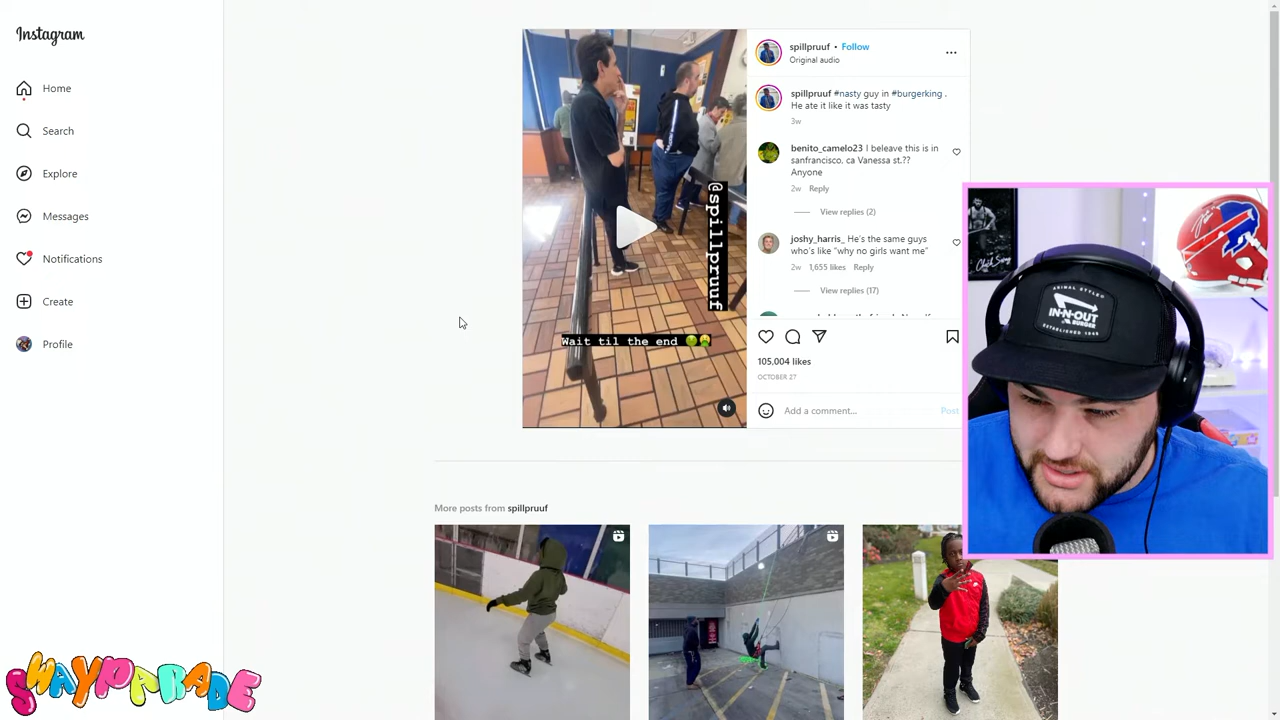 Instagram
Home
Search
Explore
Messages
Notifications
Create
Profile
@spillpruuf
Wait til the end
spillpruuf • Follow
Original audio
spillpruuf #nasty guy in #burgerking .
He ate it like it was tasty
3w
benito_camelo23 I beleave this is in
sanfrancisco, ca Vanessa st.??
Anyone
2w Reply
View replies (2)
joshy_harris_ He's the same guys
who's like “why no girls want me”
2w 1,655 likes Reply
View replies (17)
105,004 likes
OCTOBER 27
Add a comment...
Post
More posts from spillpruuf
ANIMAL STYLED
IN-N-OUT
BURGER
SWAYPARADE